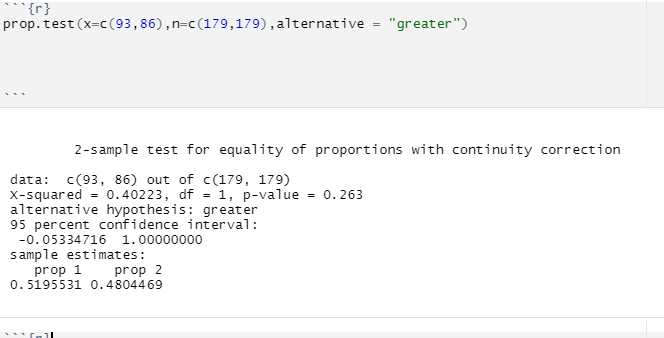 ```{r}
prop.test(x=c(93,86),n=c(179,179),alternative = "greater")
```
2-sample test for equality of proportions with continuity correction
data:  c(93, 86) out of c(179, 179)
X-squared = 0.40223, df = 1, p-value = 0.263
alternative hypothesis: greater
95 percent confidence interval:
 -0.05334716  1.00000000
sample estimates:
   prop 1    prop 2
0.5195531 0.4804469
```{r}